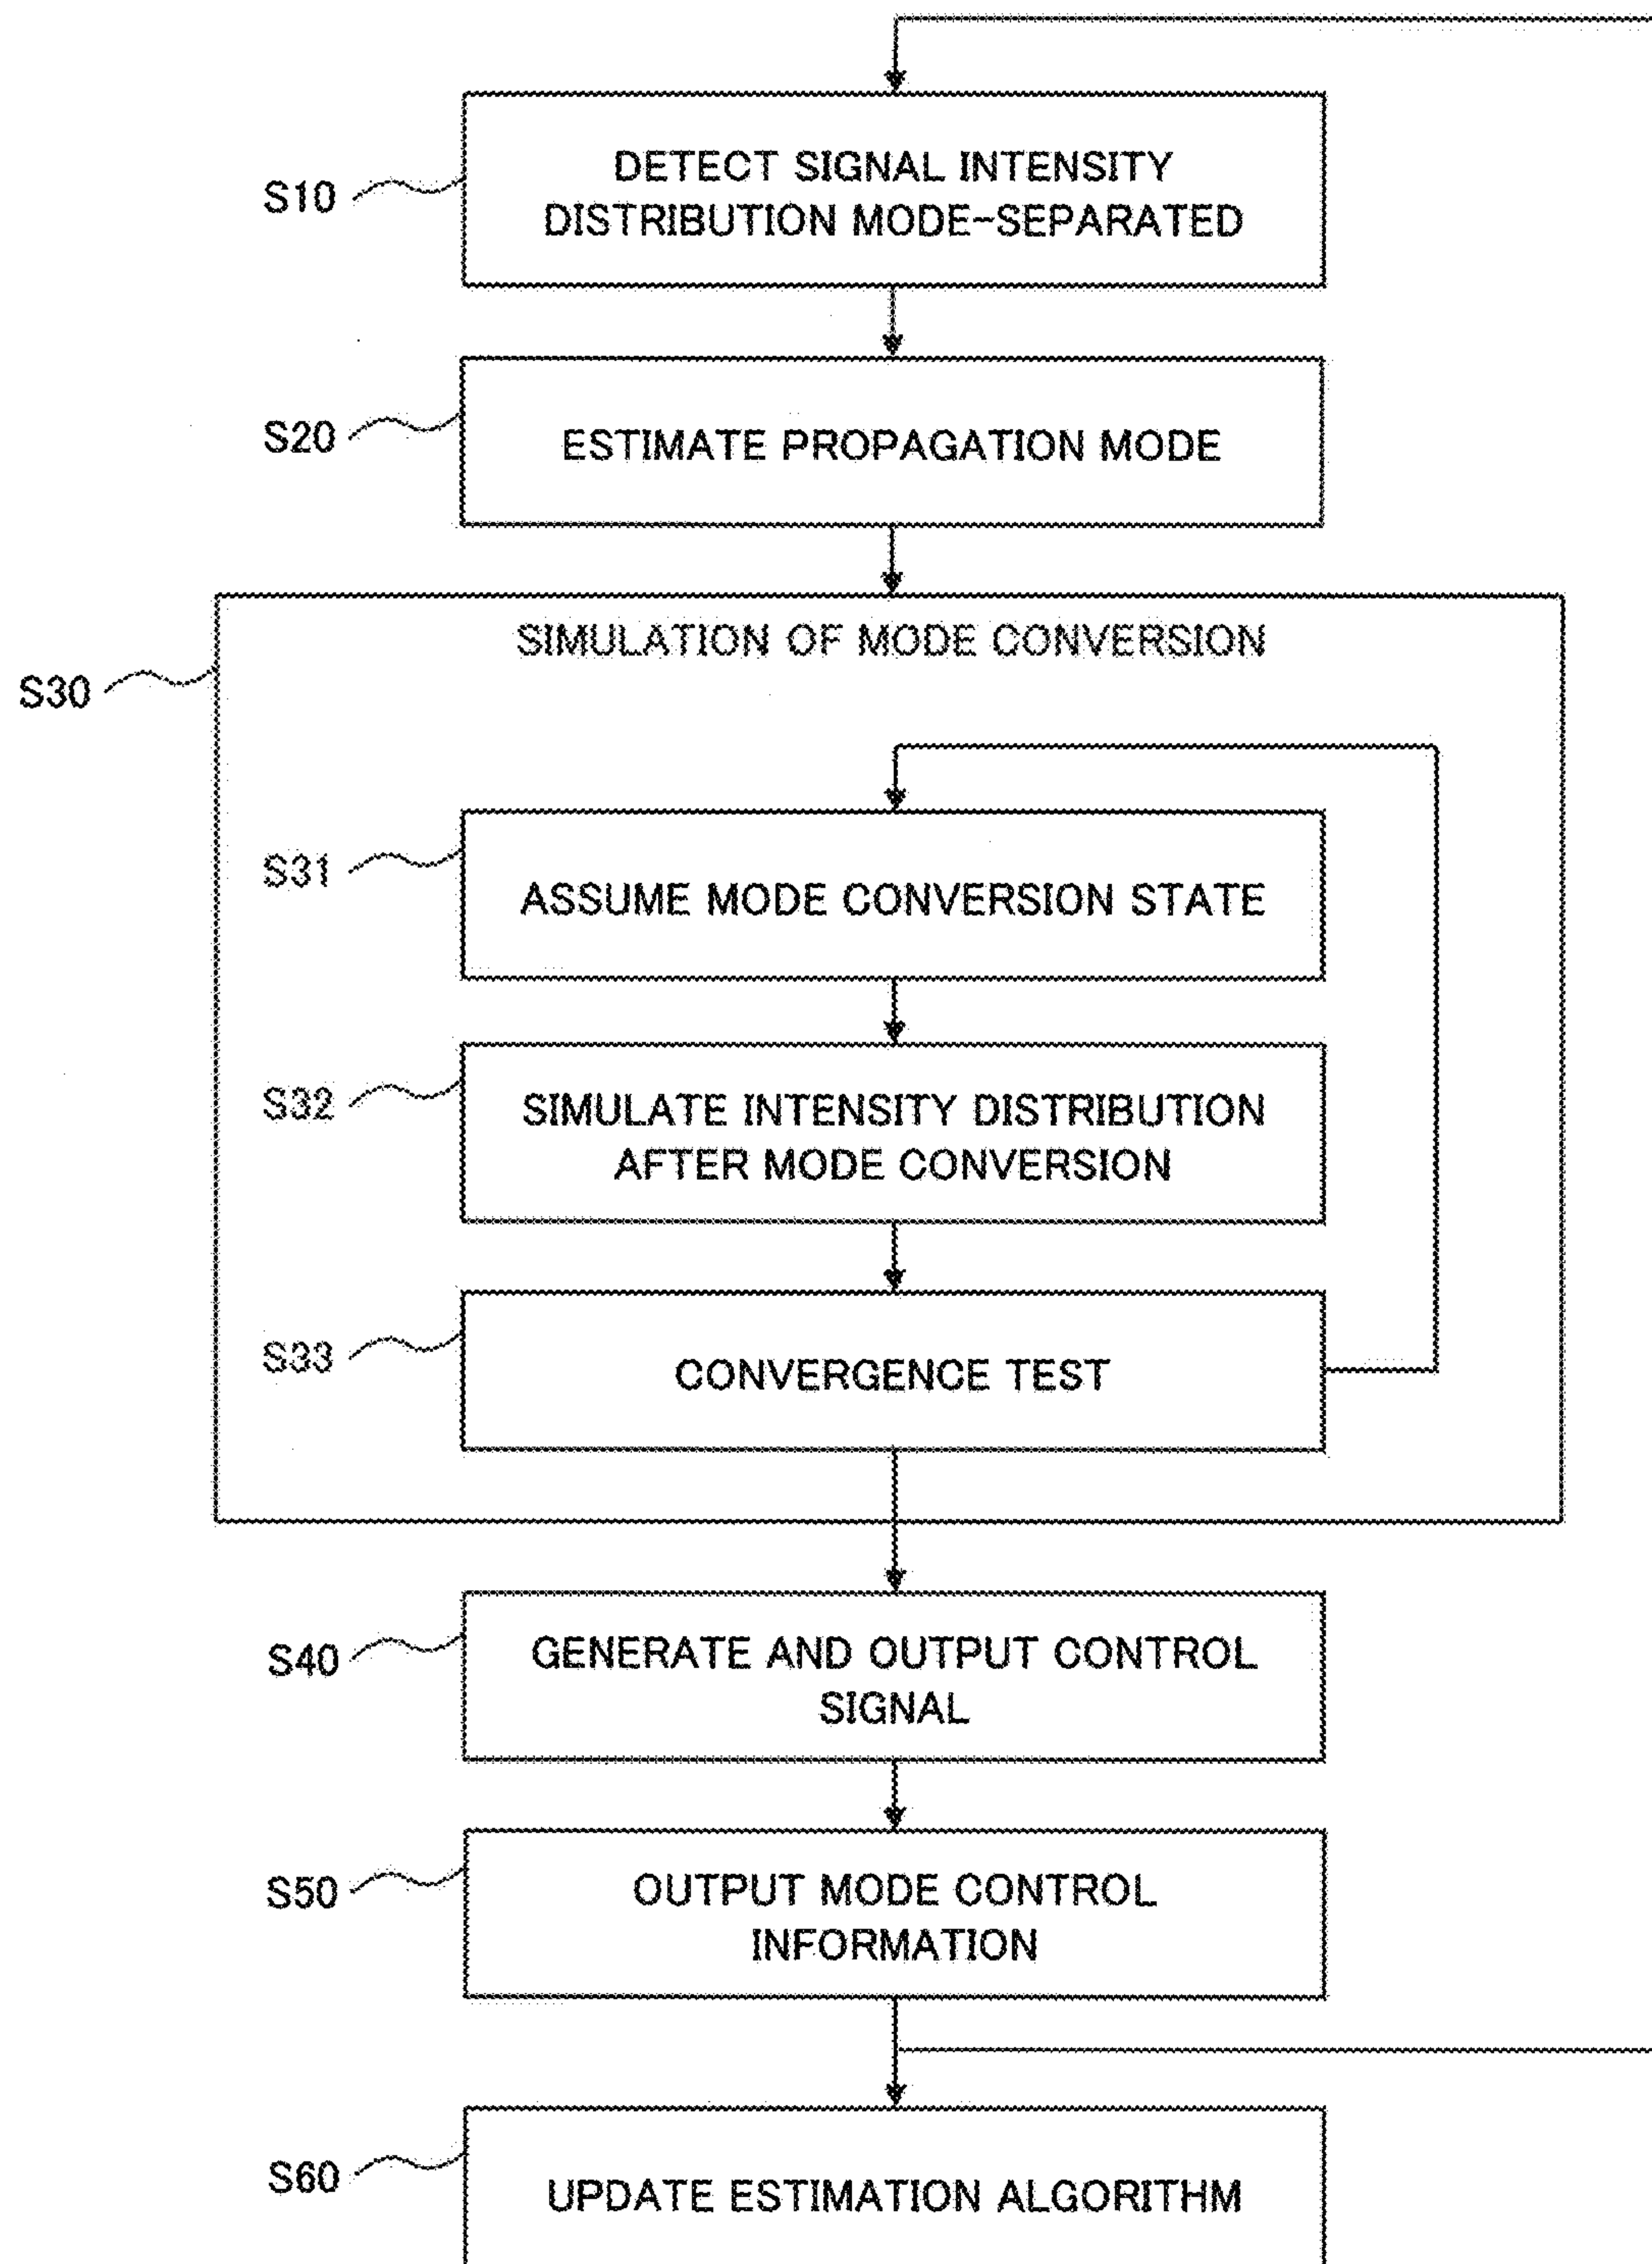 S10
DETECT SIGNAL INTENSITY
DISTRIBUTION MODE-SEPARATED
S20
ESTIMATE PROPAGATION MODE
S30
SIMULATION OF MODE CONVERSION
S31
ASSUME MODE CONVERSION STATE
S32
SIMULATE INTENSITY DISTRIBUTION
AFTER MODE CONVERSION
S33
CONVERGENCE TEST
S40
GENERATE AND OUTPUT CONTROL
SIGNAL
S50
OUTPUT MODE CONTROL
INFORMATION
S60
UPDATE ESTIMATION ALGORITHM